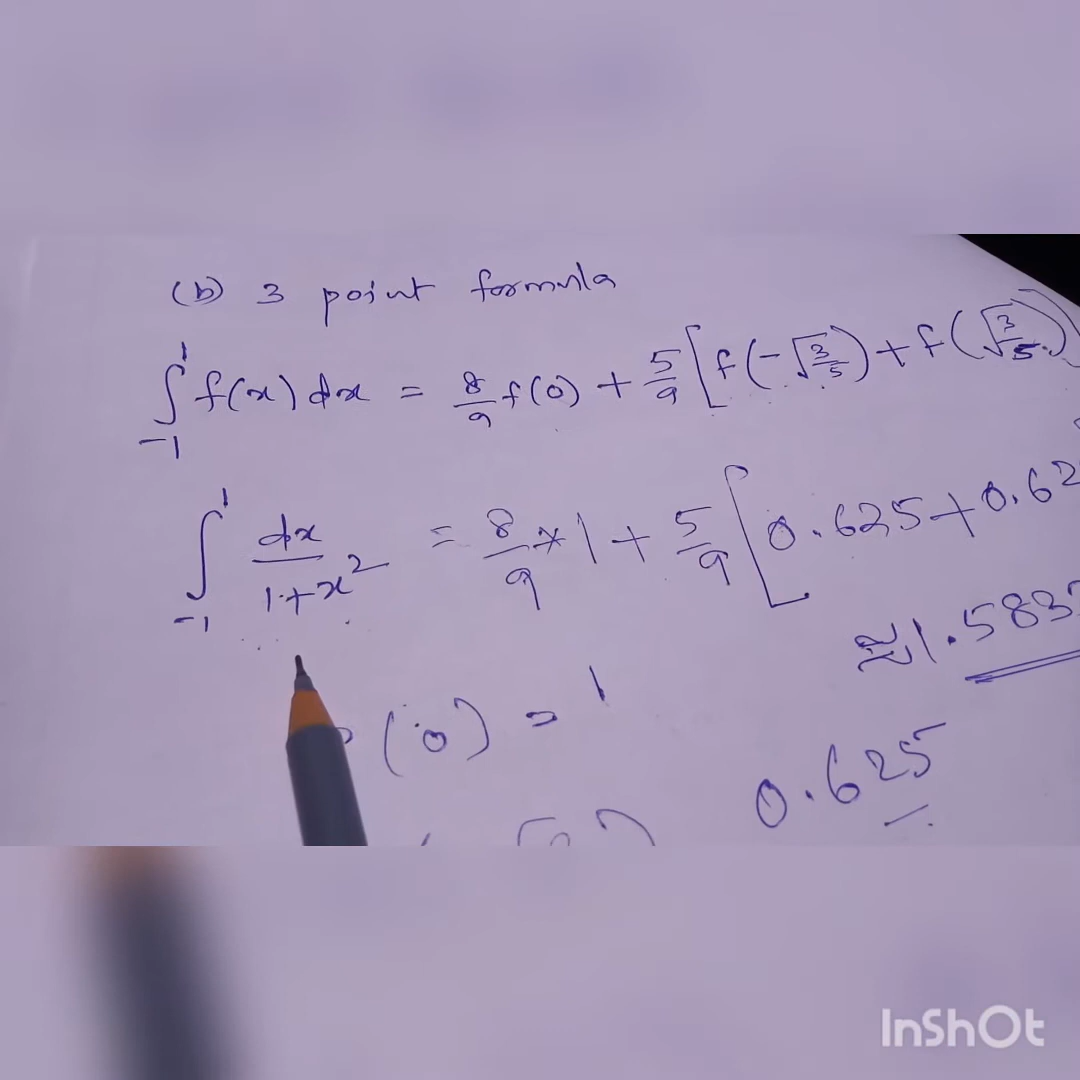 (b) 3 point formula
∫₋₁¹ f(x) dx = 8/9 f(0) + 5/9 [f(-√3/5) + f(√3/5)]
∫₋₁¹ dx/1+x² = 8/9 × 1 + 5/9 [0.625 + 0.62
≈ 1.583
(0) = 1
0.625
InShOt